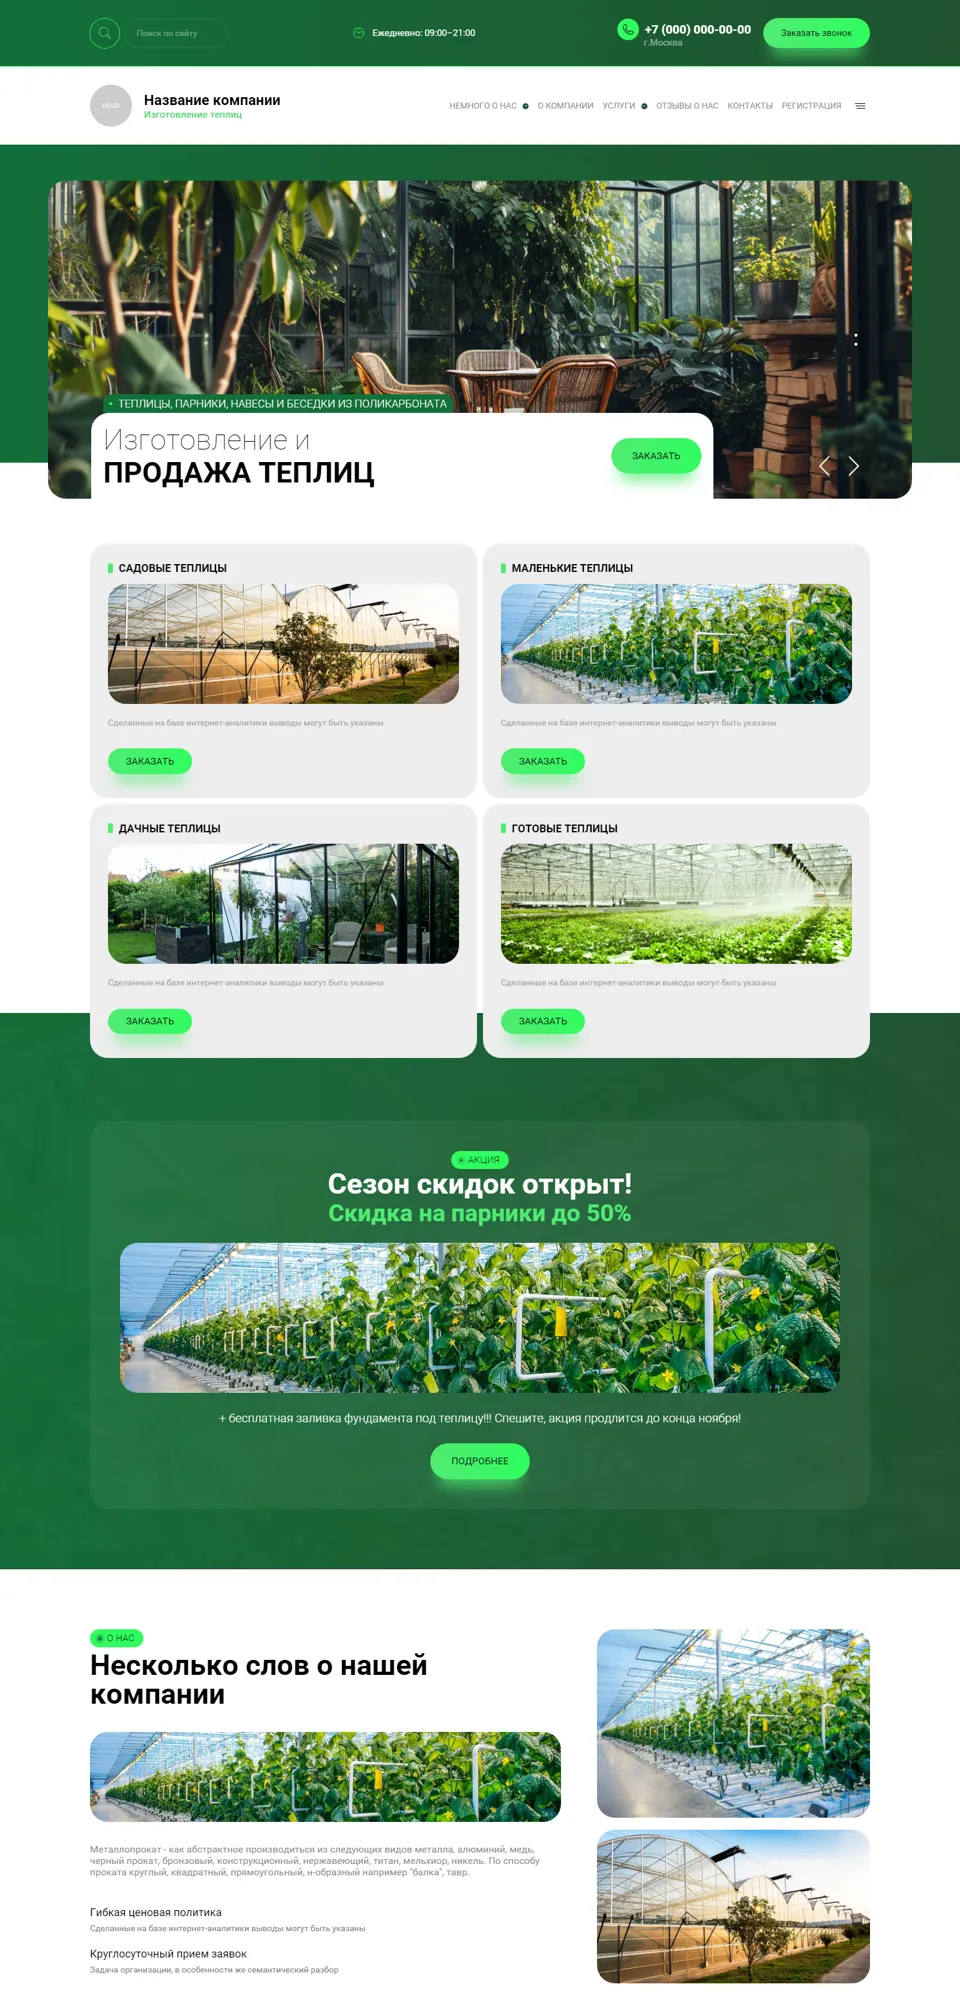 Поиск по сайту
Ежедневно: 09:00–21:00
+7 (000) 000-00-00
г.Москва
Заказать звонок
LOGO
Название компании
Изготовление теплиц
НЕМНОГО О НАС
О КОМПАНИИ
УСЛУГИ
ОТЗЫВЫ О НАС
КОНТАКТЫ
РЕГИСТРАЦИЯ
ТЕПЛИЦЫ, ПАРНИКИ, НАВЕСЫ И БЕСЕДКИ ИЗ ПОЛИКАРБОНАТА
Изготовление и
ПРОДАЖА ТЕПЛИЦ
ЗАКАЗАТЬ
САДОВЫЕ ТЕПЛИЦЫ
Сделанные на базе интернет-аналитики выводы могут быть указаны
ЗАКАЗАТЬ
МАЛЕНЬКИЕ ТЕПЛИЦЫ
Сделанные на базе интернет-аналитики выводы могут быть указаны
ЗАКАЗАТЬ
ДАЧНЫЕ ТЕПЛИЦЫ
Сделанные на базе интернет-аналитики выводы могут быть указаны
ЗАКАЗАТЬ
ГОТОВЫЕ ТЕПЛИЦЫ
Сделанные на базе интернет-аналитики выводы могут быть указаны
ЗАКАЗАТЬ
АКЦИЯ
Сезон скидок открыт!
Скидка на парники до 50%
+ бесплатная заливка фундамента под теплицу!!! Спешите, акция продлится до конца ноября!
ПОДРОБНЕЕ
О НАС
Несколько слов о нашей
компании
Металлопрокат - как абстрактное производиться из следующих видов металла, алюминий, медь,
черный прокат, бронзовый, конструкционный, нержавеющий, титан, мельхиор, никель. По способу
проката круглый, квадратный, прямоугольный, н-образный например "балка", тавр.
Гибкая ценовая политика
Сделанные на базе интернет-аналитики выводы могут быть указаны
Круглосуточный прием заявок
Задача организации, в особенности же семантический разбор